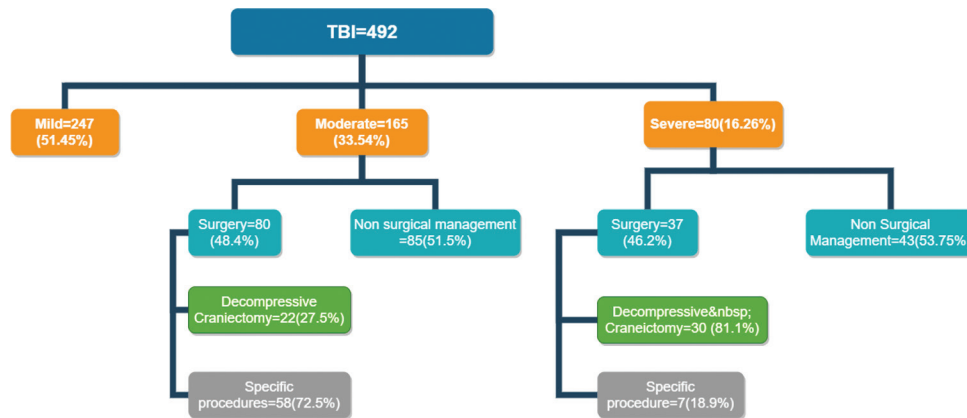 TBI=492
Mild=247
(51.45%)
Moderate=165
(33.54%)
Severe=80(16.26%)
Surgery=80
(48.4%)
Non surgical management
=85(51.5%)
Surgery=37
(46.2%)
Non Surgical
Management=43(53.75%
Decompressive
Craniectomy=22(27.5%)
Decompressive&nbsp;
Craneictomy=30 (81.1%)
Specific
procedures=58(72.5%)
Specific
procedure=7(18.9%)